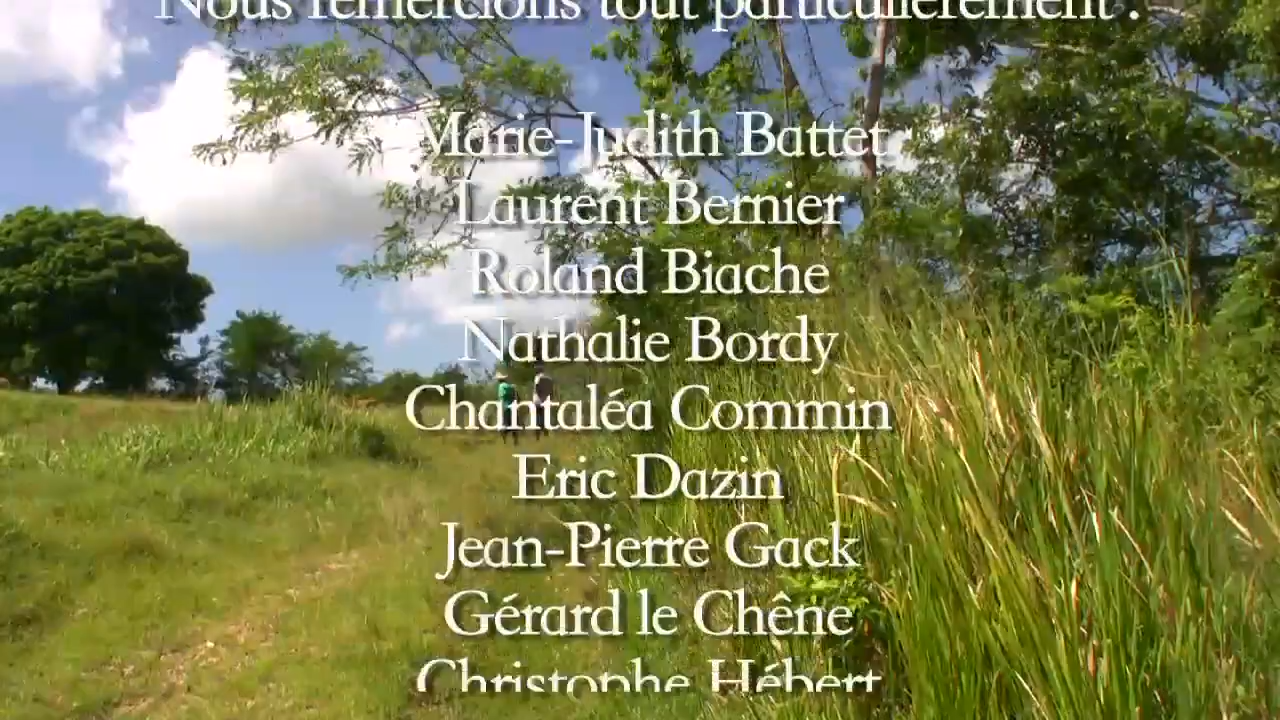 Nous remercions tout particulièrement :
Marie-Judith Battet
Laurent Bernier
Roland Biache
Nathalie Bordy
Chantaléa Commin
Eric Dazin
Jean-Pierre Gack
Gérard le Chêne
Christophe Hébert